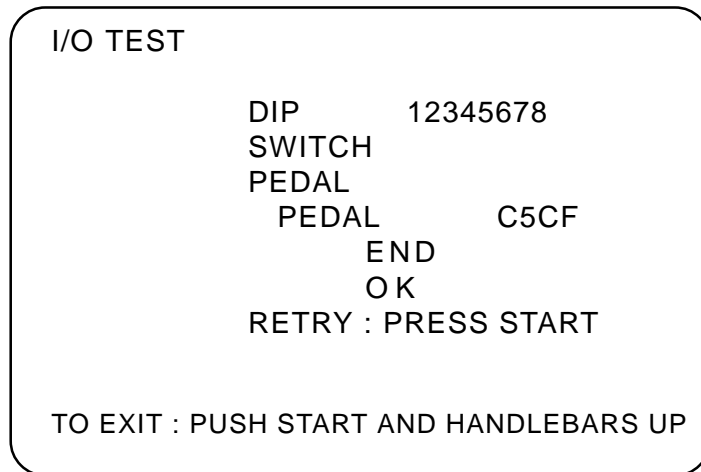 I/O TEST
DIP 12345678
SWITCH
PEDAL
PEDAL C5CF
END
OK
RETRY : PRESS START
TO EXIT : PUSH START AND HANDLEBARS UP